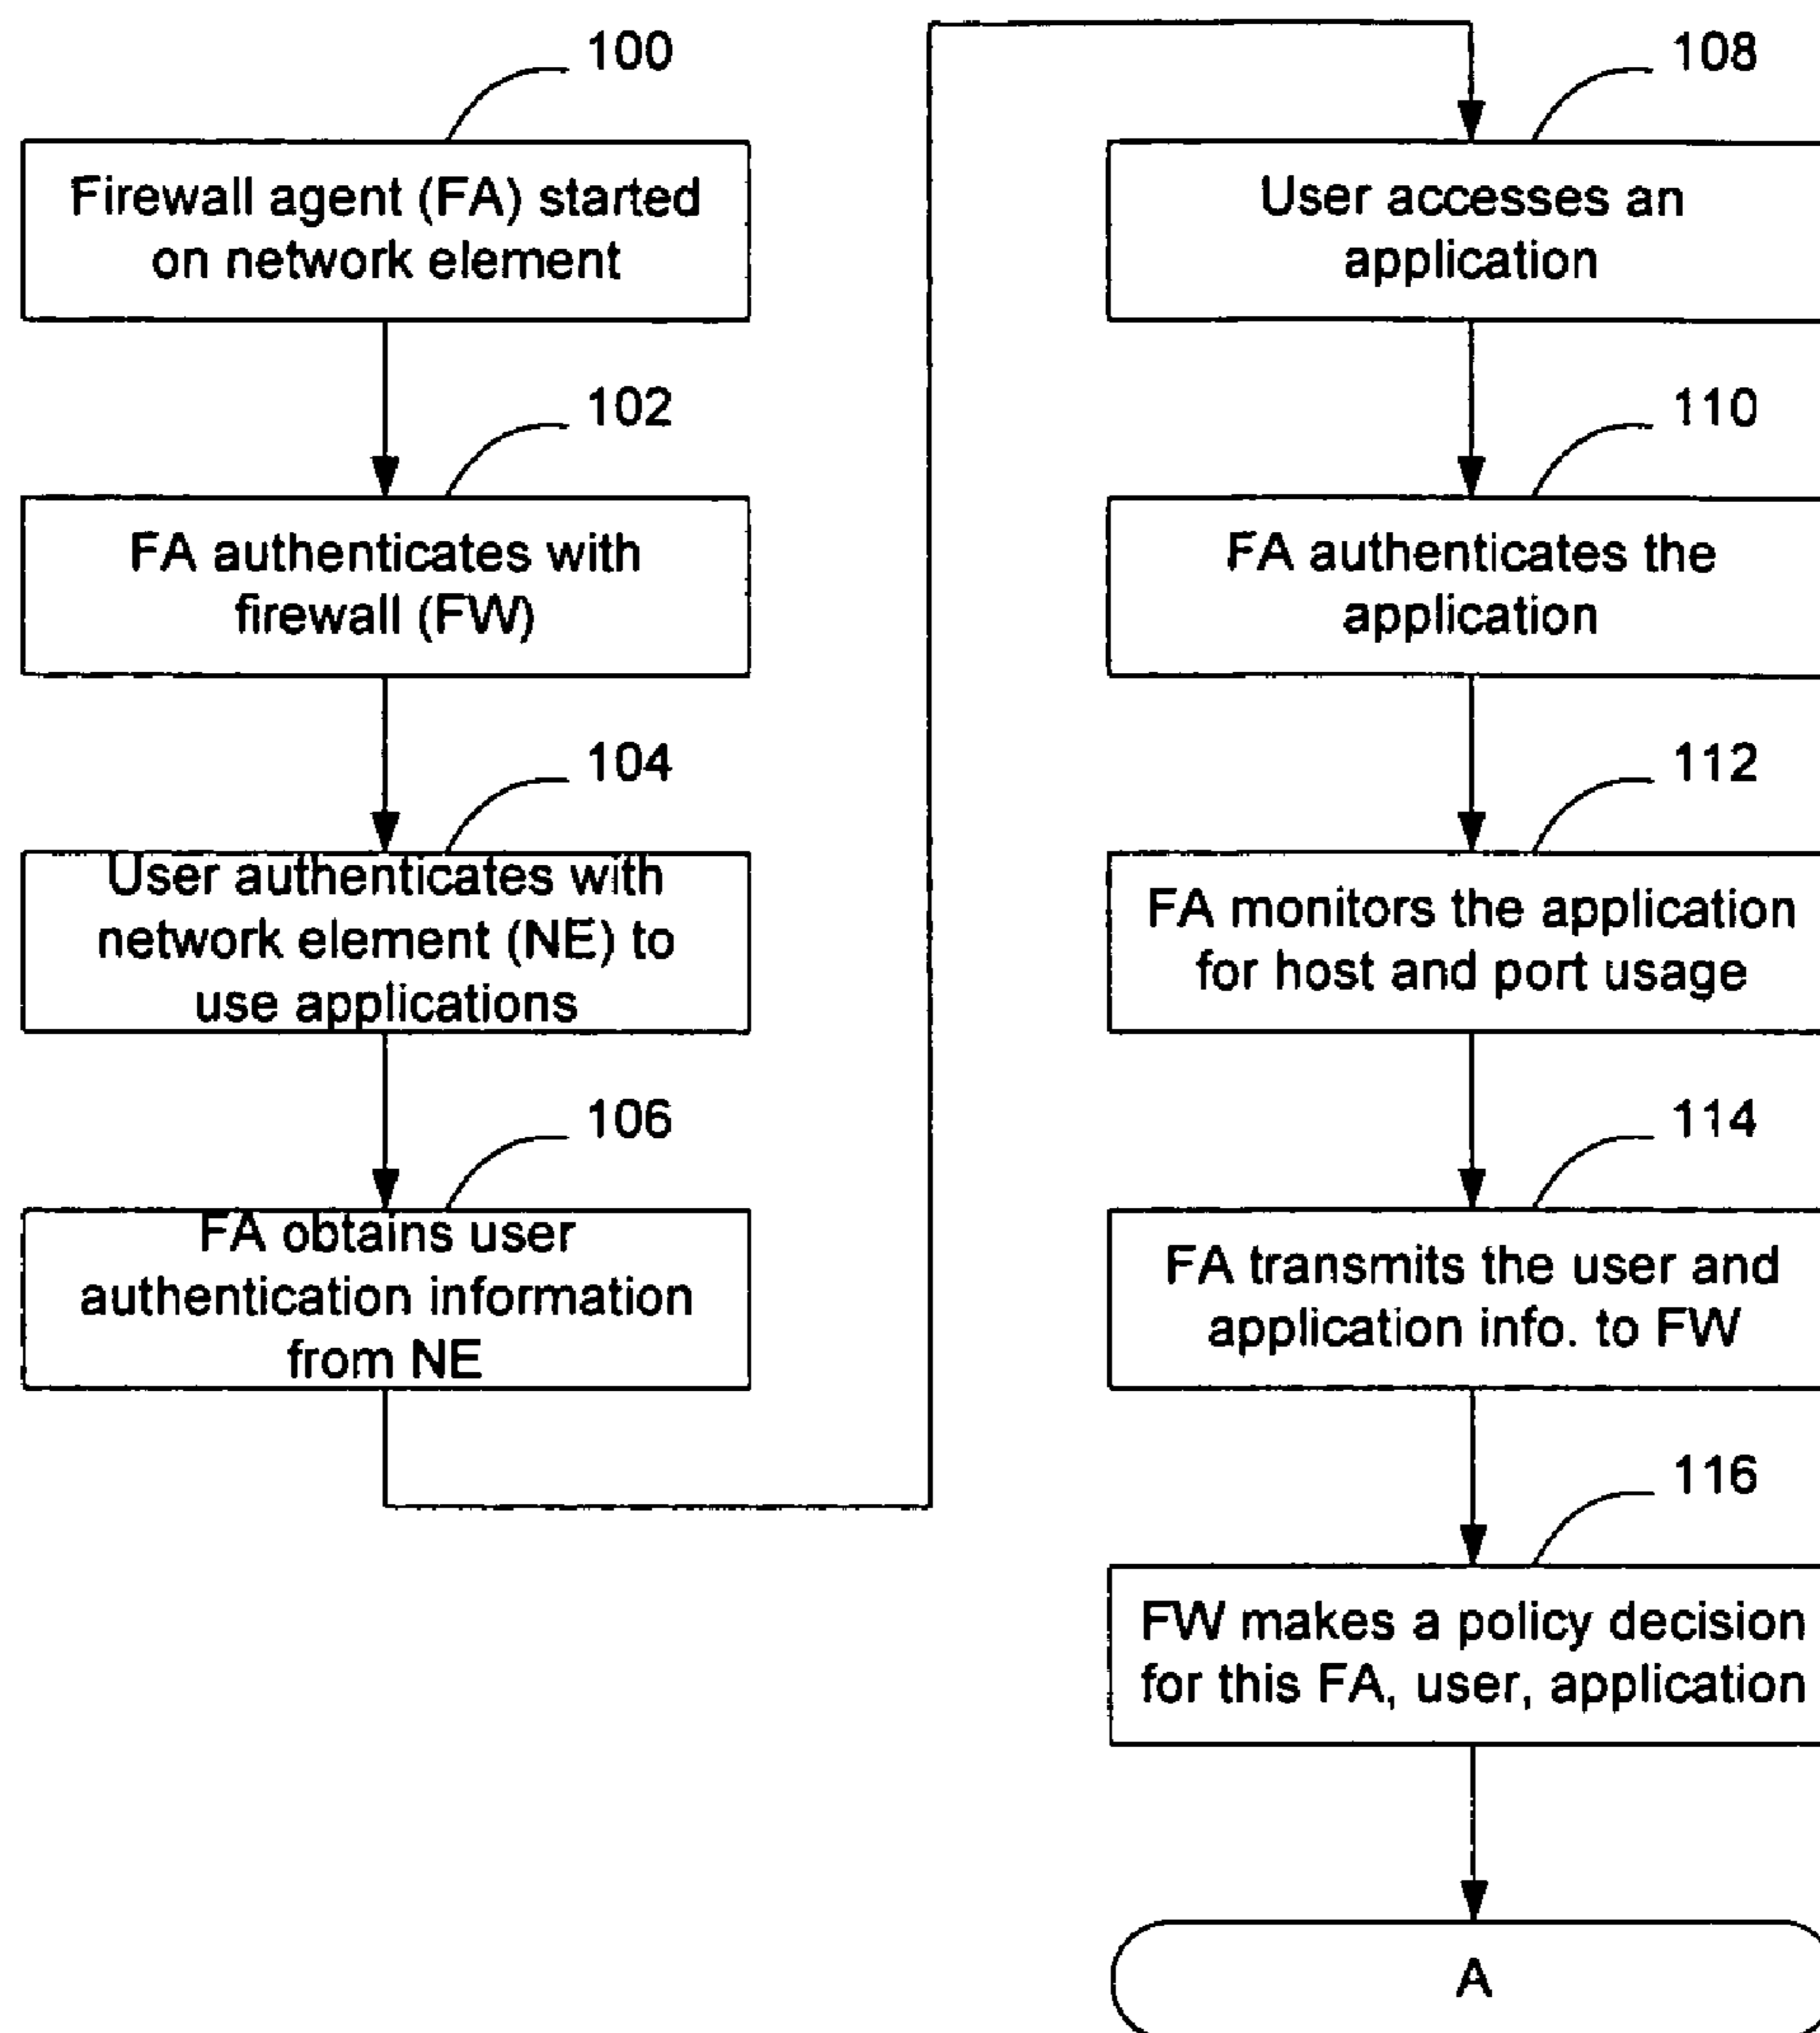 100
Firewall agent (FA) started
on network element
102
FA authenticates with
firewall (FW)
104
User authenticates with
network element (NE) to
use applications
106
FA obtains user
authentication information
from NE
108
User accesses an
application
110
FA authenticates the
application
112
FA monitors the application
for host and port usage
114
FA transmits the user and
application info. to FW
116
FW makes a policy decision
for this FA, user, application
A